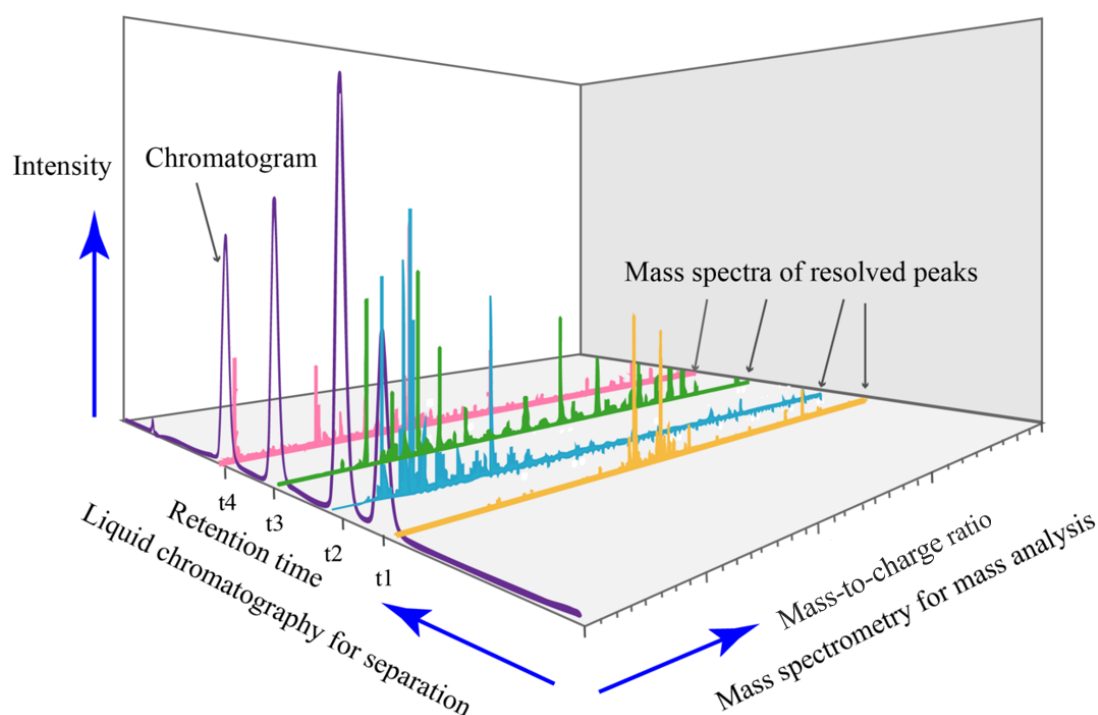 Intensity
Chromatogram
Mass spectra of resolved peaks
t4
t3
t2
t1
Retention time
Liquid chromatography for separation
Mass-to-charge ratio
Mass spectrometry for mass analysis